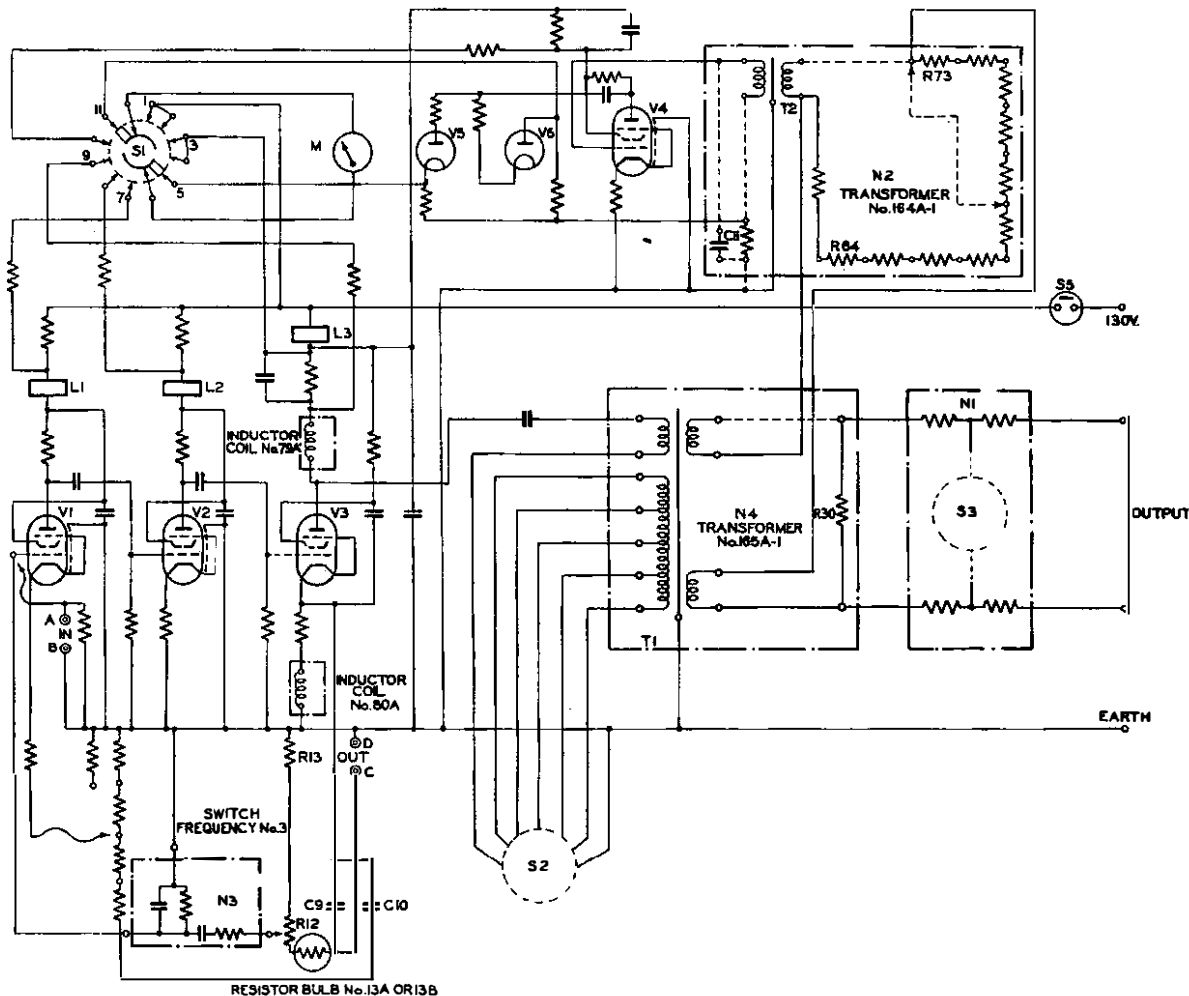 R73
T2
V4
V5
V6
11
1
3
S1
M
9
5
7
N2
TRANSFORMER
No.164A-1
C11
R64
S5
130V.
L3
L1
L2
N1
INDUCTOR
COIL No.79A
V1
V2
V3
N4
TRANSFORMER
No.165A-1
R30
S3
OUTPUT
A
IN
B
T1
INDUCTOR
COIL
No.80A
EARTH
R13
D
OUT
C
SWITCH
FREQUENCY No.3
S2
N3
C9
C10
R12
RESISTOR BULB No.13A OR 13B